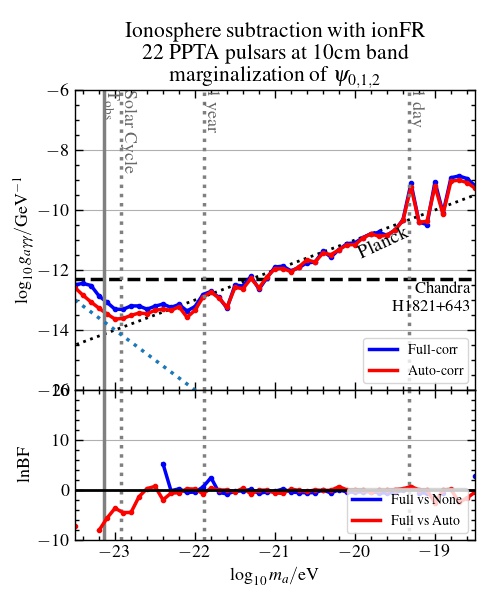 Ionosphere subtraction with ionFR
22 PPTA pulsars at 10cm band
marginalization of ψ0,1,2
−6
−8
−10
−12
−14
log10 gaγγ/GeV−1
Tobs
Solar Cycle
1 year
1 day
Planck
Chandra
H1821+643
Full-corr
Auto-corr
20
10
0
−10
lnBF
Full vs None
Full vs Auto
−23
−22
−21
−20
−19
log10 ma/eV